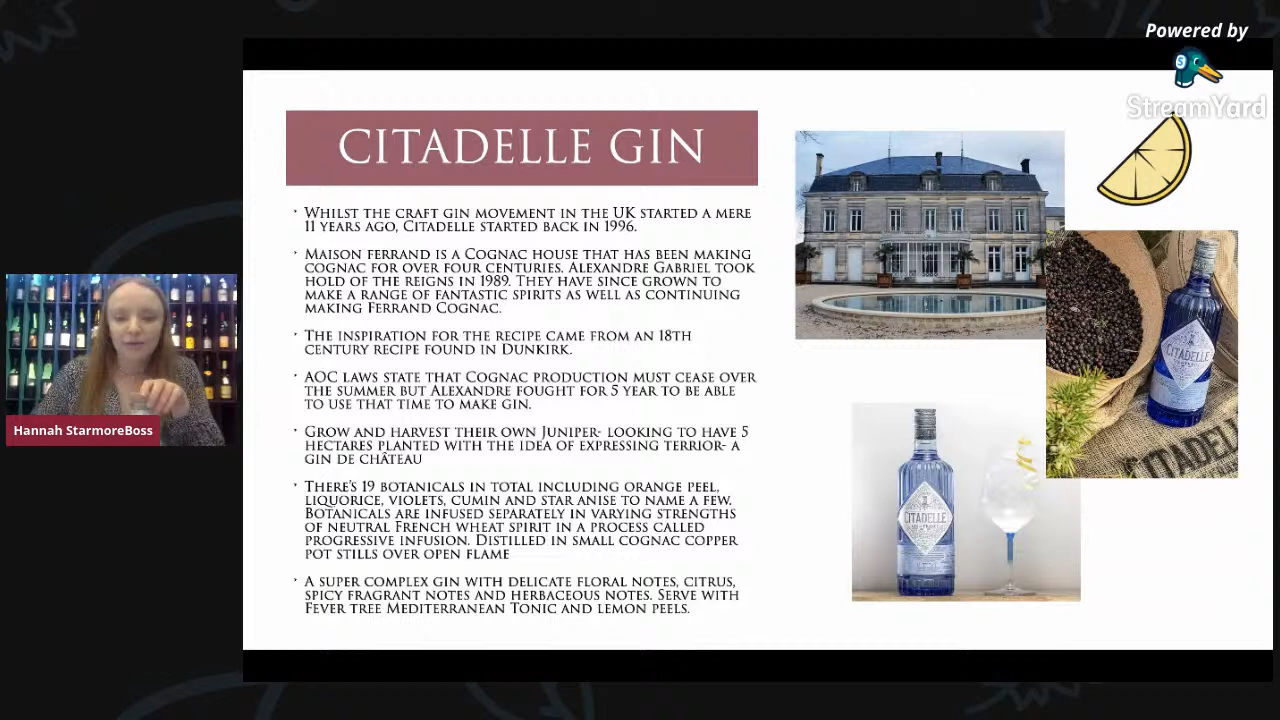 Powered by
StreamYard
CITADELLE GIN
Whilst the craft gin movement in the UK started a mere
11 years ago, Citadelle started back in 1996.
Maison Ferrand is a Cognac house that has been making
cognac for over four centuries. Alexandre Gabriel took
hold of the reigns in 1989. They have since grown to
make a range of fantastic spirits as well as continuing
making Ferrand Cognac.
The inspiration for the recipe came from an 18th
century recipe found in Dunkirk.
AOC laws state that Cognac production must cease over
the summer but Alexandre fought for 5 year to be able
to use that time to make gin.
Grow and harvest their own Juniper- looking to have 5
hectares planted with the idea of expressing terrior- a
gin de château
There's 19 botanicals in total including orange peel,
liquorice, violets, cumin and star anise to name a few.
Botanicals are infused separately in varying strengths
of neutral French wheat spirit in a process called
progressive infusion. Distilled in small cognac copper
pot stills over open flame
A super complex gin with delicate floral notes, citrus,
spicy fragrant notes and herbaceous notes. Serve with
Fever tree Mediterranean Tonic and lemon peels.
CITADELLE
CITADELLE
CITADELLE
Hannah StarmoreBoss